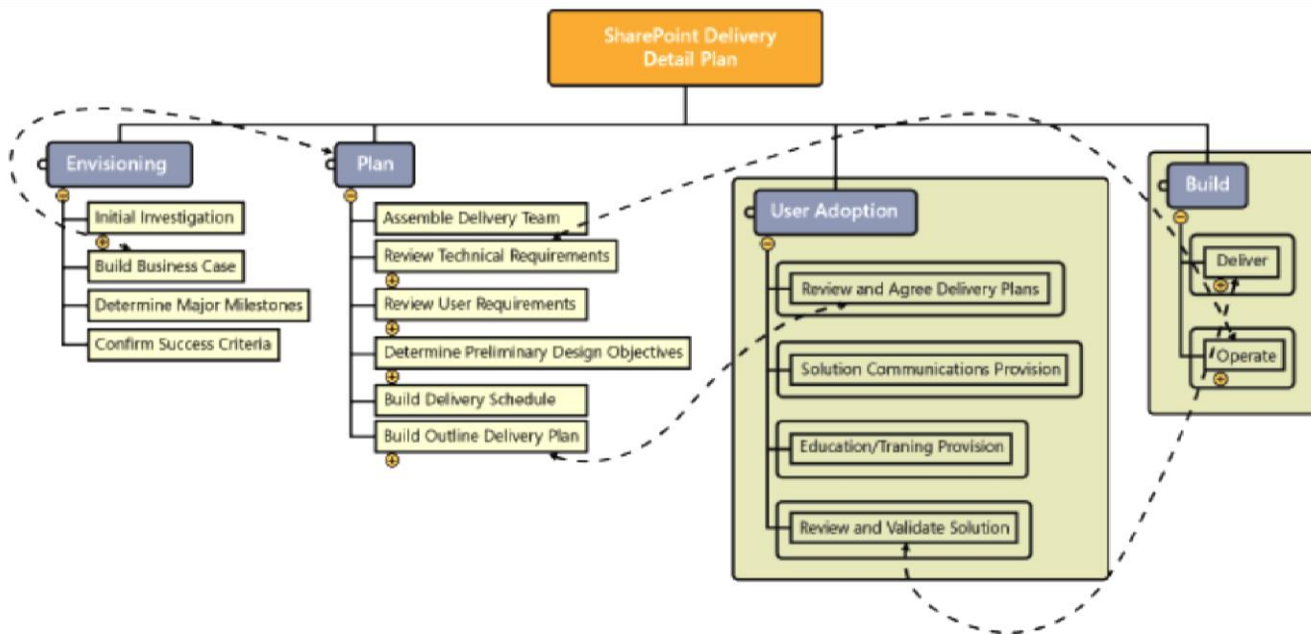 SharePoint Delivery
Detail Plan
Envisioning
Initial Investigation
Build Business Case
Determine Major Milestones
Confirm Success Criteria
Plan
Assemble Delivery Team
Review Technical Requirements
Review User Requirements
Determine Preliminary Design Objectives
Build Delivery Schedule
Build Outline Delivery Plan
User Adoption
Review and Agree Delivery Plans
Solution Communications Provision
Education/Traning Provision
Review and Validate Solution
Build
Deliver
Operate